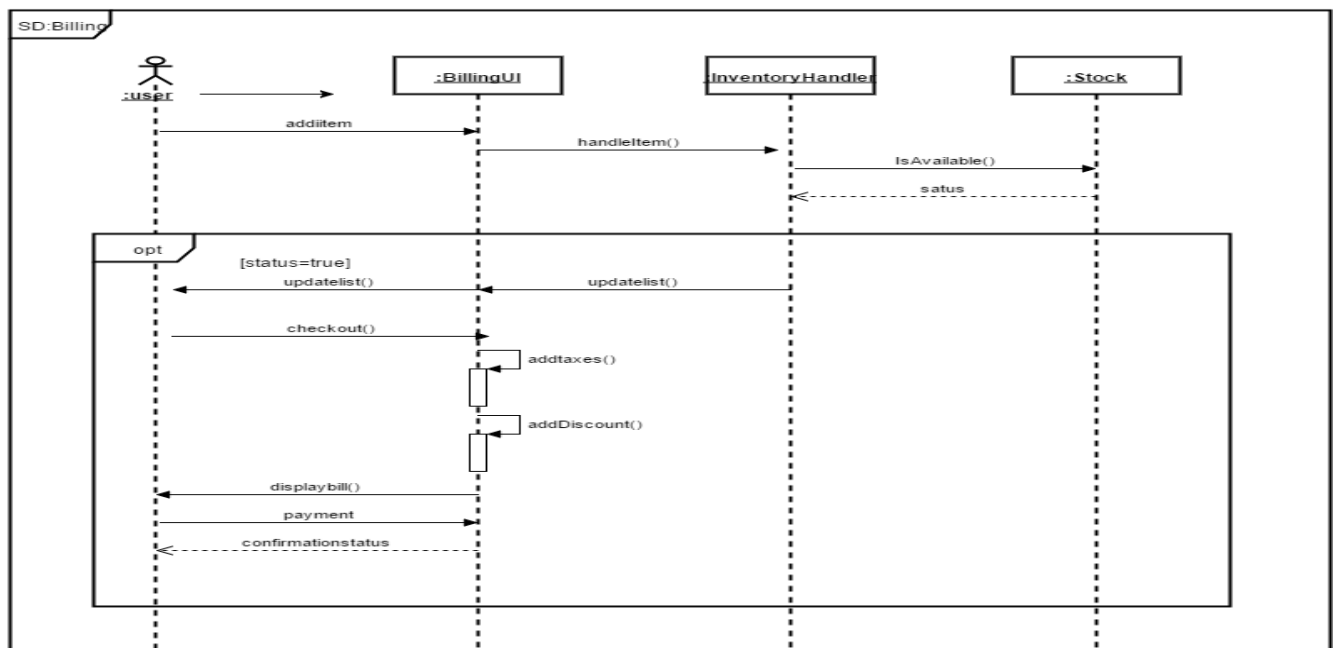 SD:Billing
:user
:BillingUI
:InventoryHandler
:Stock
addiitem
handleItem()
IsAvailable()
satus
opt
[status=true]
updatelist()
updatelist()
checkout()
addtaxes()
addDiscount()
displaybill()
payment
confirmationstatus